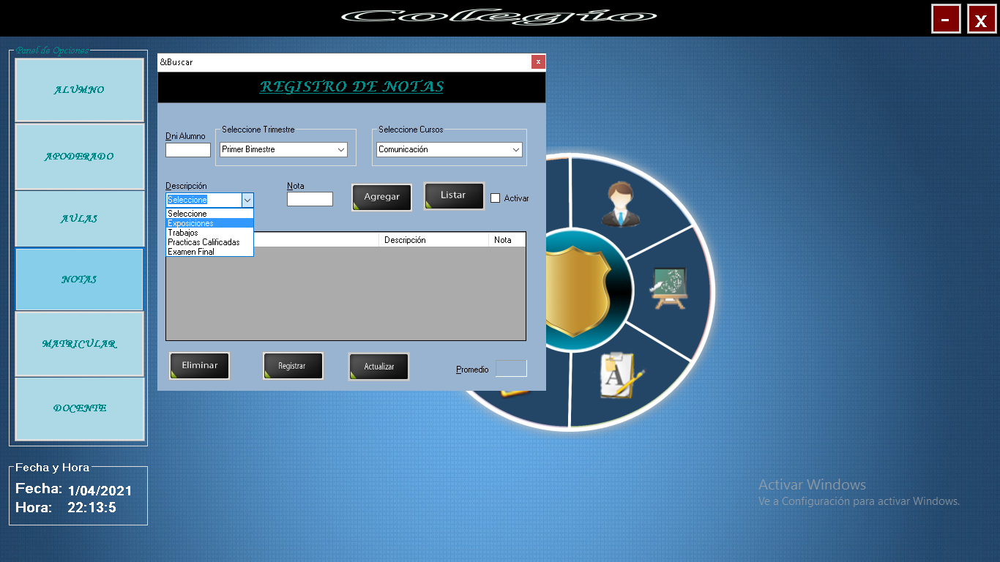 Colegio
-
x
Panel de Opciones
ALUMNO
APODERADO
AULAS
NOTAS
MATRICULAR
DOCENTE
Fecha y Hora
Fecha: 1/04/2021
Hora: 22:13:5
&Buscar
x
REGISTRO DE NOTAS
Dni Alumno
Seleccione Trimestre
Primer Bimestre
Seleccione Cursos
Comunicación
Descripción
Seleccione
Nota
Agregar
Listar
Activar
Seleccione
Exposiciones
Trabajos
Practicas Calificadas
Examen Final
Descripción
Nota
Eliminar
Registrar
Actualizar
Promedio
A
Activar Windows
Ve a Configuración para activar Windows.